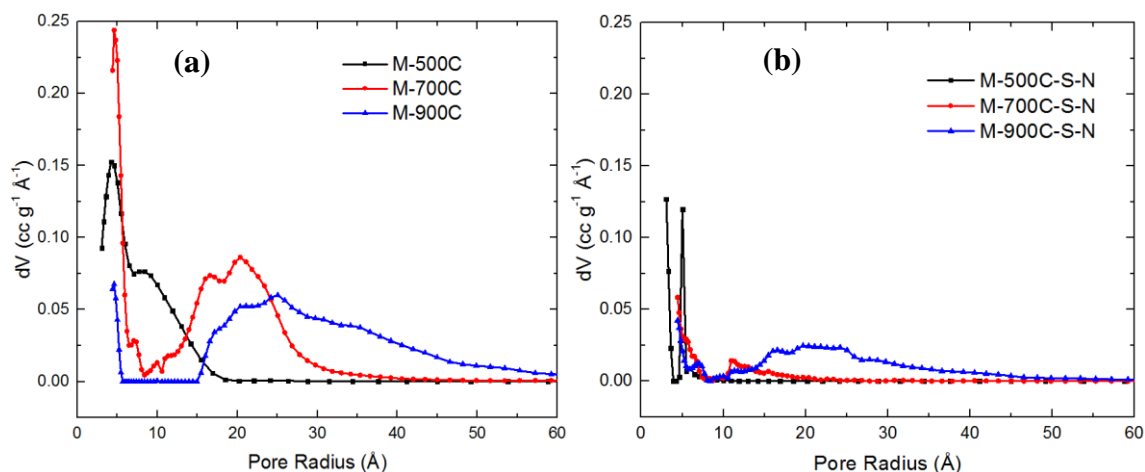 (a)
M-500C
M-700C
M-900C
0.25
0.20
0.15
0.10
0.05
0.00
dV (cc g⁻¹ Å⁻¹)
0 10 20 30 40 50 60
Pore Radius (Å)
(b)
M-500C-S-N
M-700C-S-N
M-900C-S-N
0.25
0.20
0.15
0.10
0.05
0.00
dV (cc g⁻¹ Å⁻¹)
0 10 20 30 40 50 60
Pore Radius (Å)